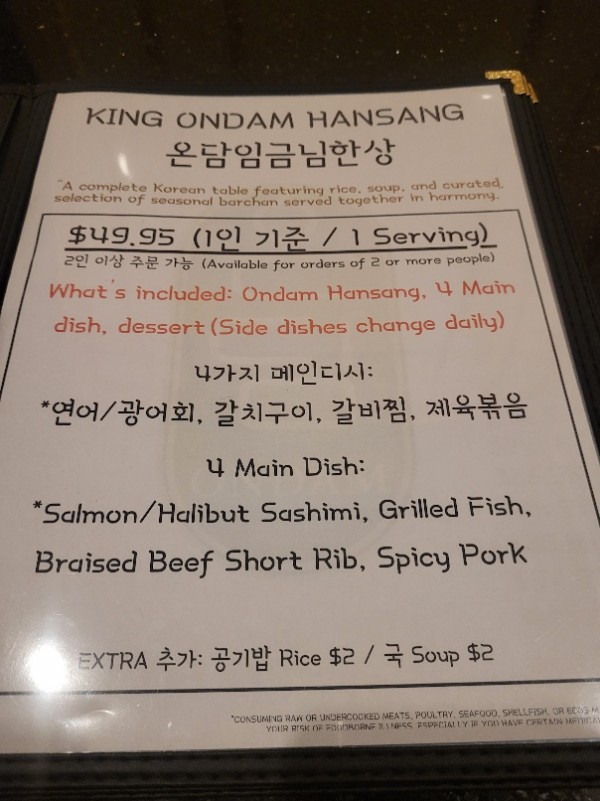 KING ONDAM HANSANG
온담임금님한상
"A complete Korean table featuring rice, soup, and curated,
selection of seasonal barchan served together in harmony.
$49.95 (1인 기준 / 1 Serving)
2인 이상 주문 가능 (Available for orders of 2 or more people)
What's included: Ondam Hansang, 4 Main
dish, dessert (Side dishes change daily)
4가지 메인디시:
*연어/광어회, 갈치구이, 갈비찜, 제육볶음
4 Main Dish:
*Salmon/Halibut Sashimi, Grilled Fish,
Braised Beef Short Rib, Spicy Pork
EXTRA 추가: 공기밥 Rice $2 / 국 Soup $2
*CONSUMING RAW OR UNDERCOCKED MEATS, POULTRY, SEAFOOD, SHELLFISH, OR EGGS
YOUR RISK OF FOODBORNE ILLNESS, ESPECIALLY IF YOU HAVE CERTAIN